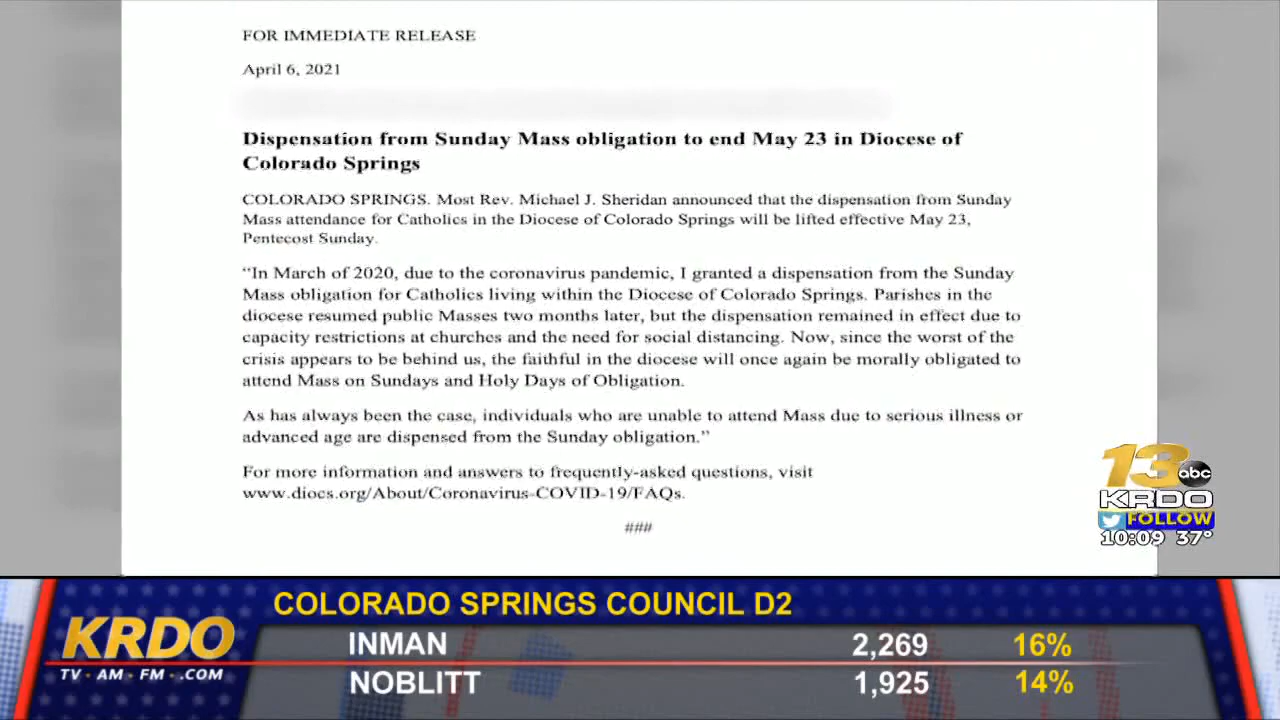 FOR IMMEDIATE RELEASE
April 6, 2021
Dispensation from Sunday Mass obligation to end May 23 in Diocese of
Colorado Springs
COLORADO SPRINGS. Most Rev. Michael J. Sheridan announced that the dispensation from Sunday
Mass attendance for Catholics in the Diocese of Colorado Springs will be lifted effective May 23,
Pentecost Sunday.
“In March of 2020, due to the coronavirus pandemic, I granted a dispensation from the Sunday
Mass obligation for Catholics living within the Diocese of Colorado Springs. Parishes in the
diocese resumed public Masses two months later, but the dispensation remained in effect due to
capacity restrictions at churches and the need for social distancing. Now, since the worst of the
crisis appears to be behind us, the faithful in the diocese will once again be morally obligated to
attend Mass on Sundays and Holy Days of Obligation.
As has always been the case, individuals who are unable to attend Mass due to serious illness or
advanced age are dispensed from the Sunday obligation.”
For more information and answers to frequently-asked questions, visit
www.diocs.org/About/Coronavirus-COVID-19/FAQs.
###
13 abc
KRDO
FOLLOW
10:09 37°
COLORADO SPRINGS COUNCIL D2
KRDO
TV · AM · FM · .COM
INMAN 2,269 16%
NOBLITT 1,925 14%